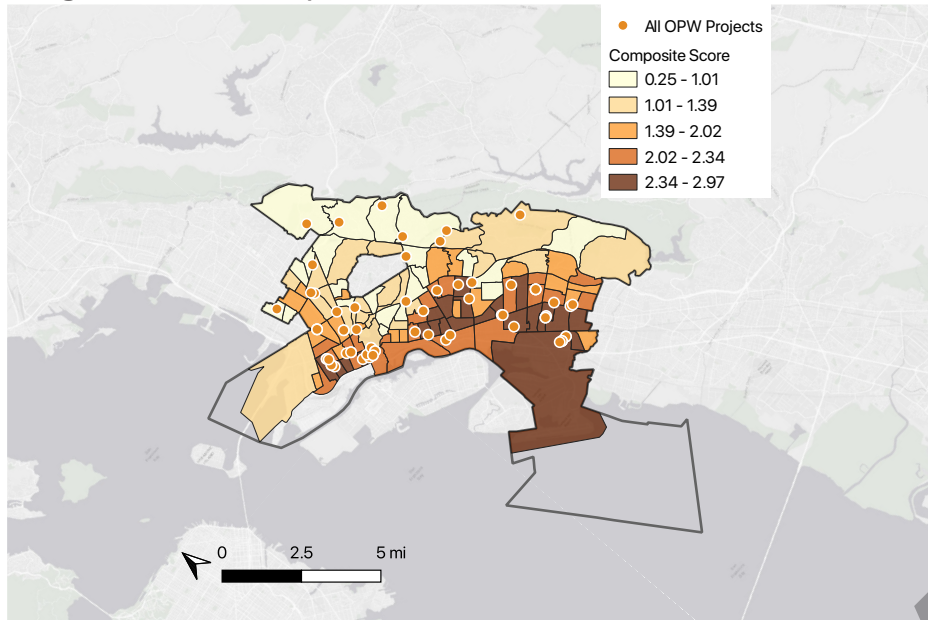 All OPW Projects
Composite Score
0.25 - 1.01
1.01 - 1.39
1.39 - 2.02
2.02 - 2.34
2.34 - 2.97
0 2.5 5 mi